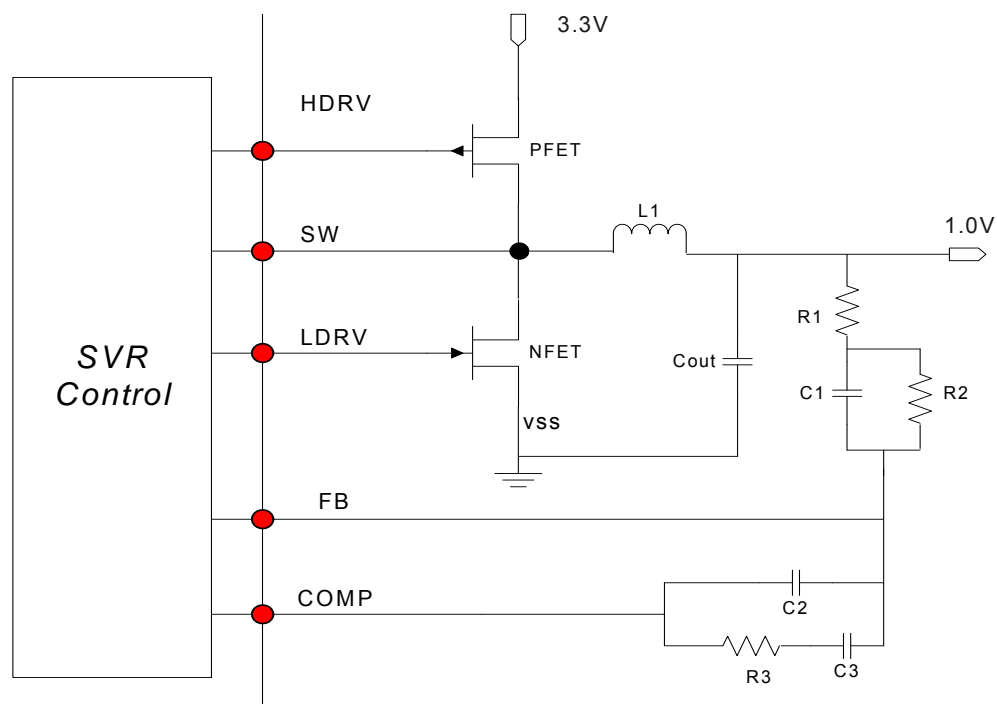 3.3V
HDRV
PFET
SW
L1
1.0V
LDRV
NFET
R1
SVR
Control
Cout
C1
R2
VSS
FB
COMP
C2
R3
C3